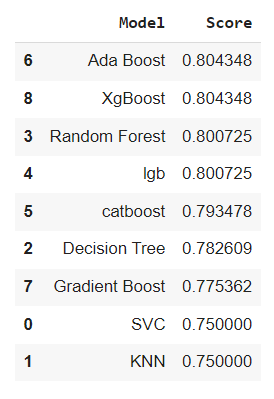 Model Score
6 Ada Boost 0.804348
8 XgBoost 0.804348
3 Random Forest 0.800725
4 lgb 0.800725
5 catboost 0.793478
2 Decision Tree 0.782609
7 Gradient Boost 0.775362
0 SVC 0.750000
1 KNN 0.750000